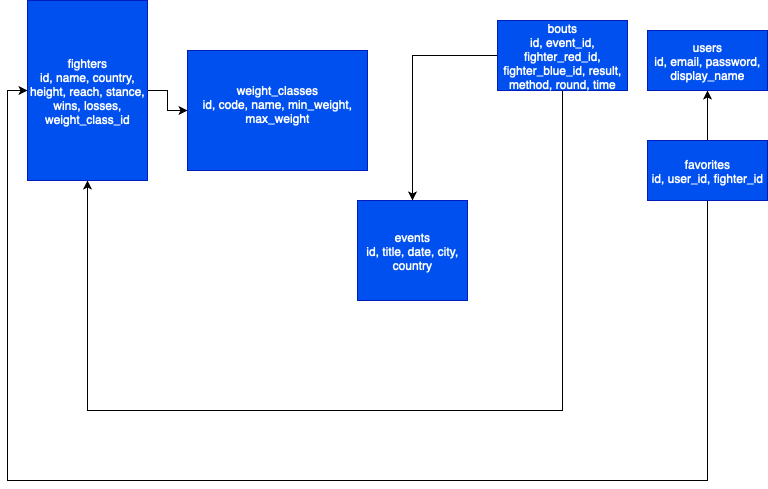 fighters
id, name, country,
height, reach, stance,
wins, losses,
weight_class_id
weight_classes
id, code, name, min_weight,
max_weight
bouts
id, event_id,
fighter_red_id,
fighter_blue_id, result,
method, round, time
users
id, email, password,
display_name
favorites
id, user_id, fighter_id
events
id, title, date, city,
country